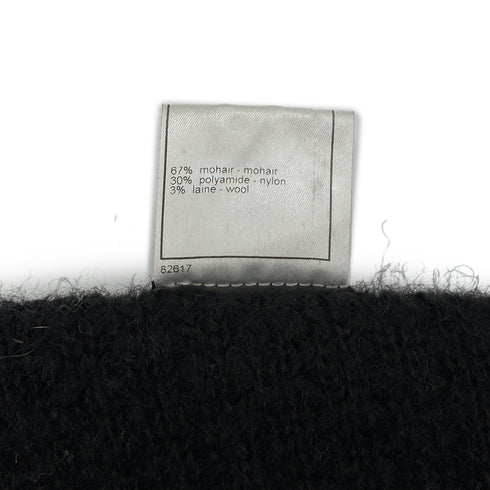 67% mohair - mohair
30% polyamide - nylon
3% laine - wool
82617